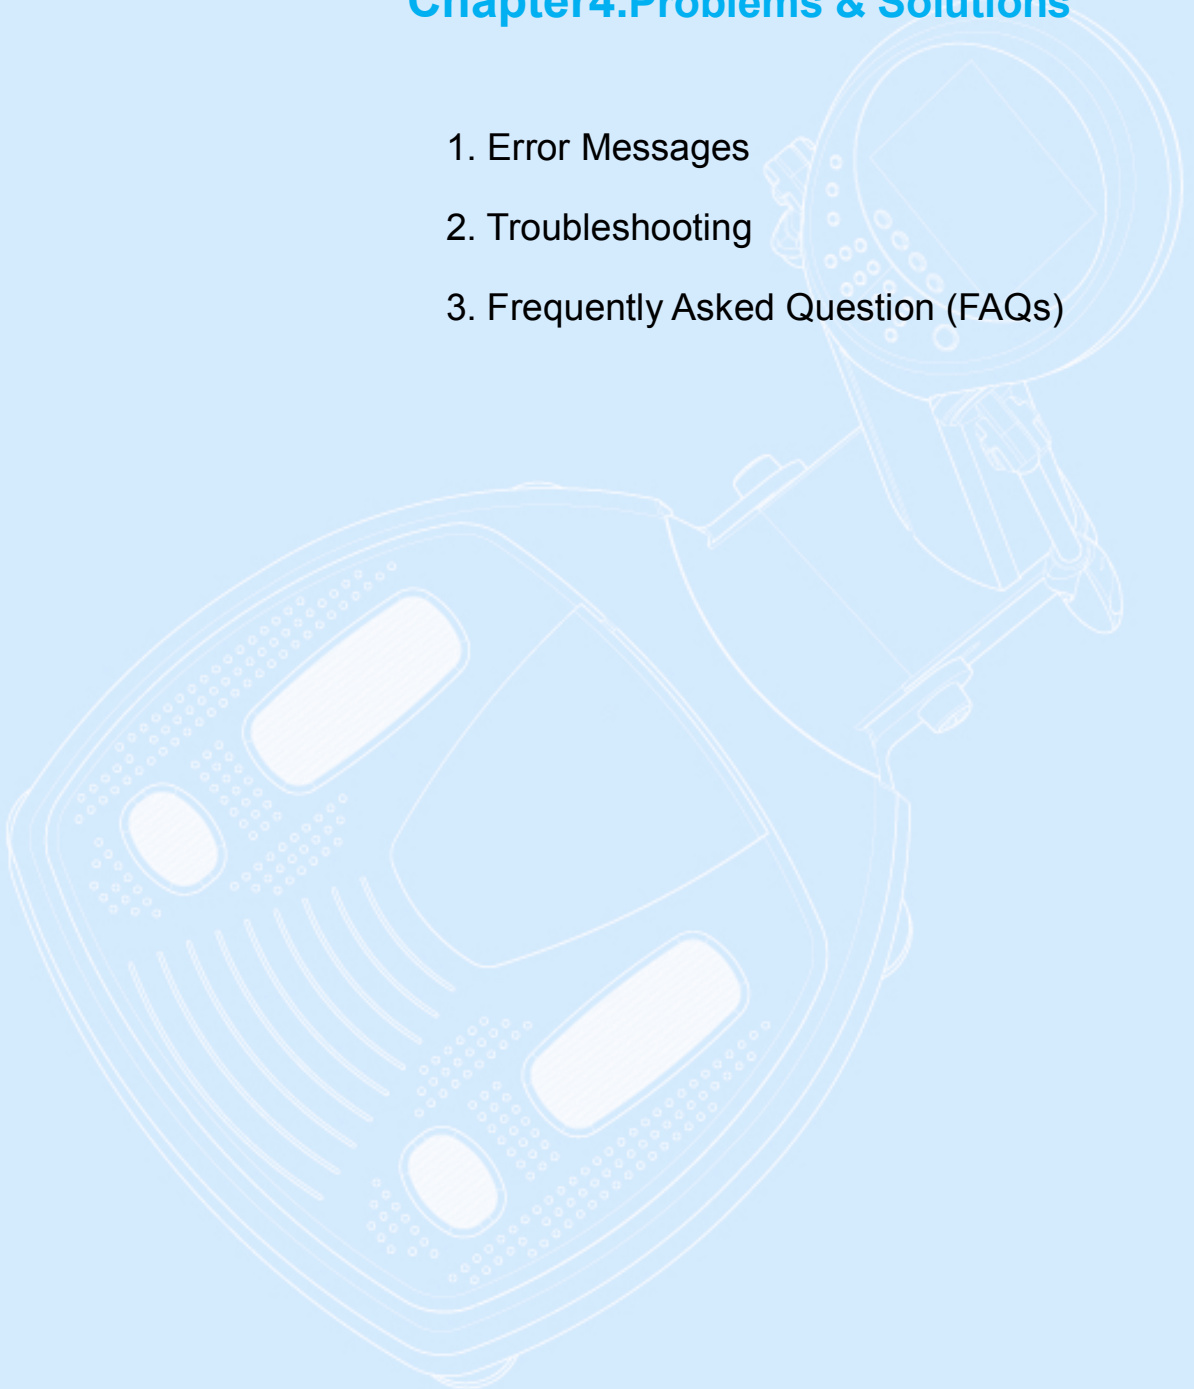 Chapter4.Problems & Solutions
1. Error Messages
2. Troubleshooting
3. Frequently Asked Question (FAQs)